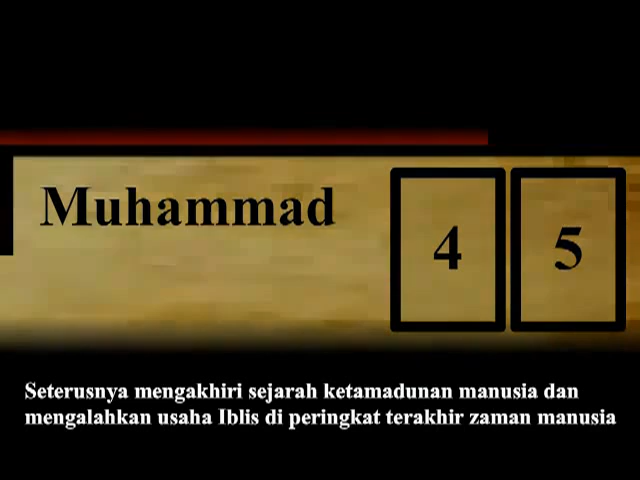 Muhammad
4 5
Seterusnya mengakhiri sejarah ketamadunan manusia dan
mengalahkan usaha Iblis di peringkat terakhir zaman manusia